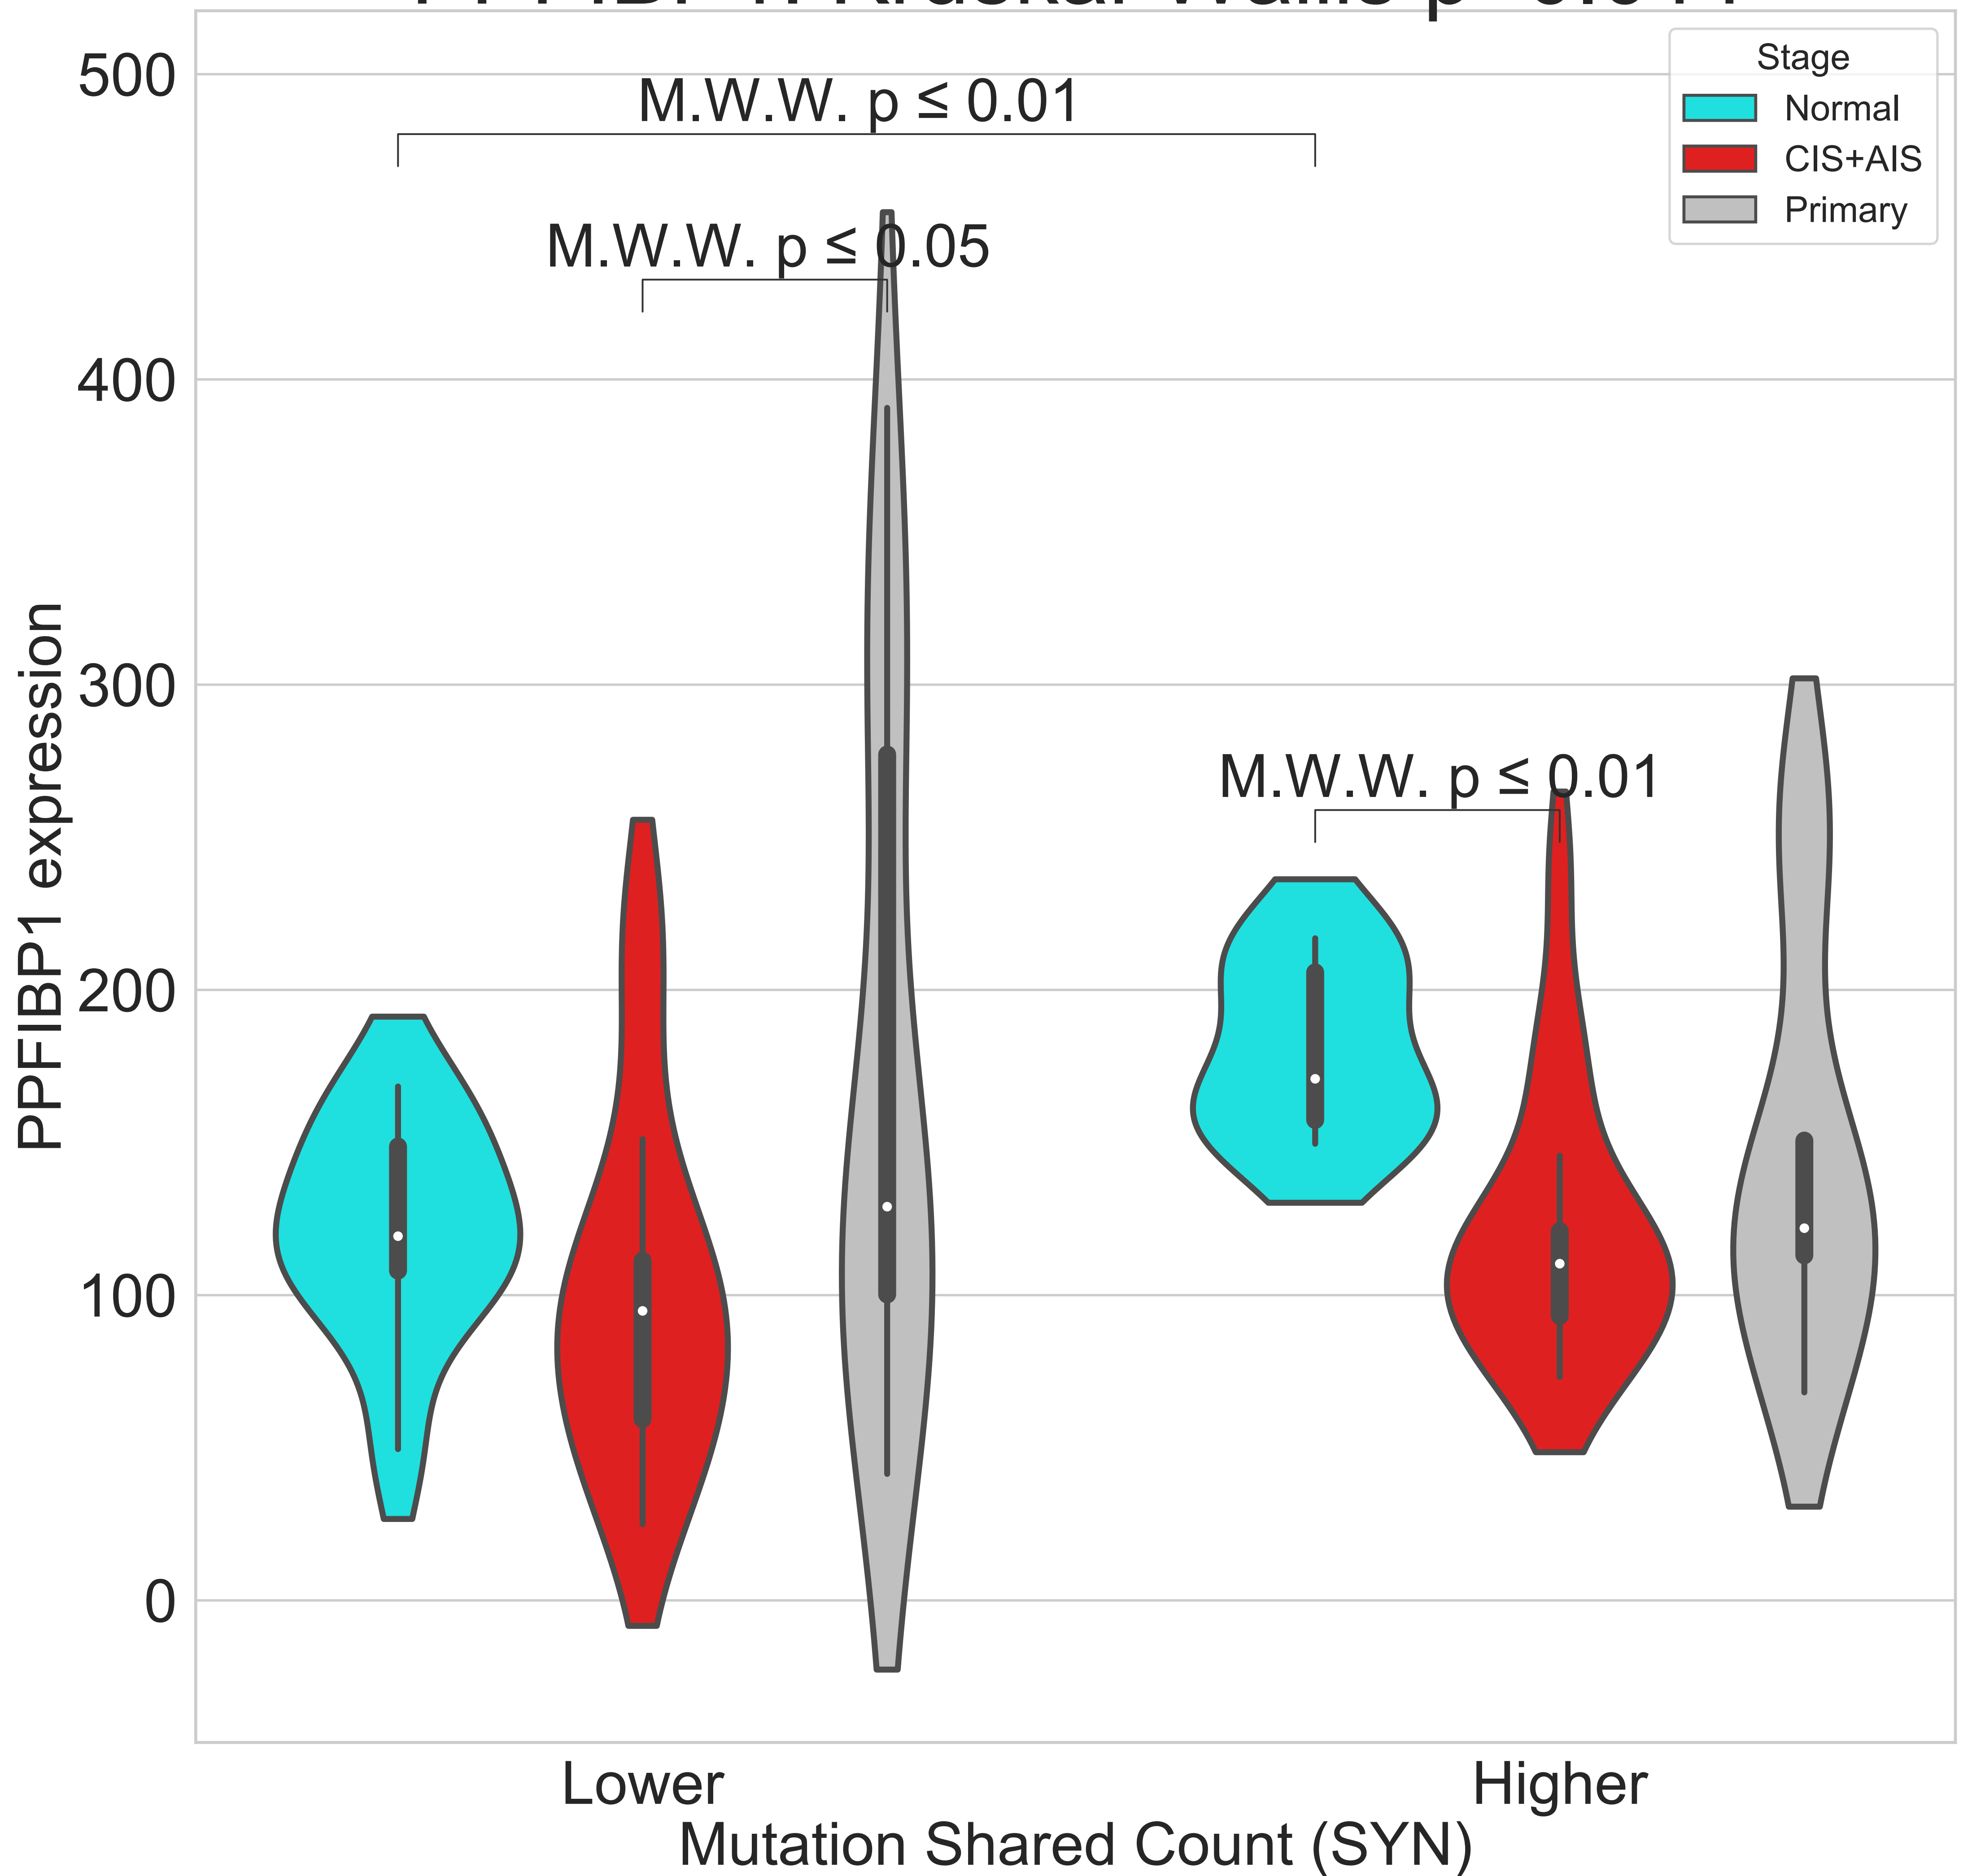 Stage
Normal
CIS+AIS
Primary
M.W.W. p ≤ 0.01
M.W.W. p ≤ 0.05
M.W.W. p ≤ 0.01
500
400
300
200
100
0
PPFIBP1 expression
Lower
Higher
Mutation Shared Count (SYN)